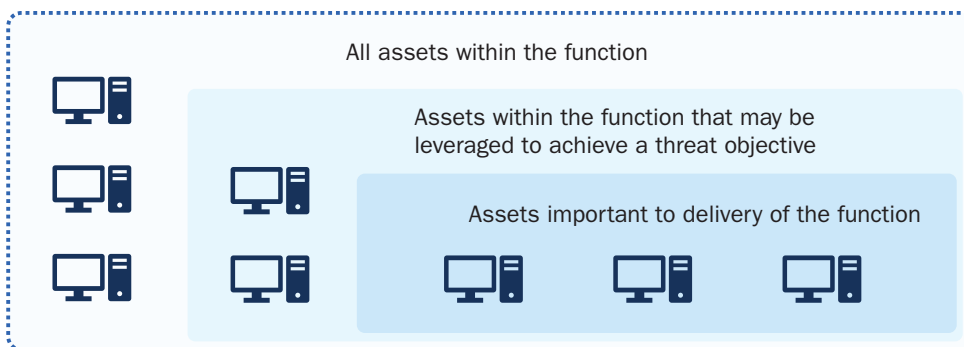 All assets within the function
Assets within the function that may be
leveraged to achieve a threat objective
Assets important to delivery of the function